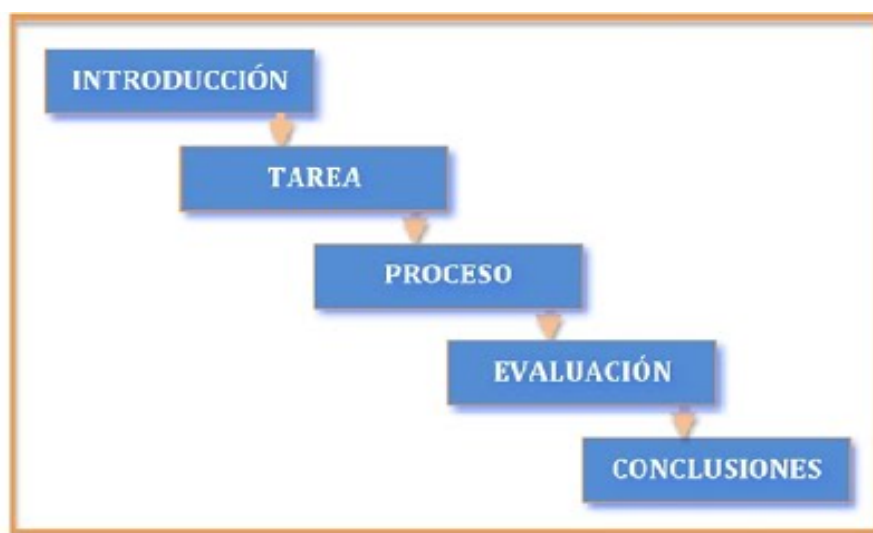 INTRODUCCIÓN
TAREA
PROCESO
EVALUACIÓN
CONCLUSIONES